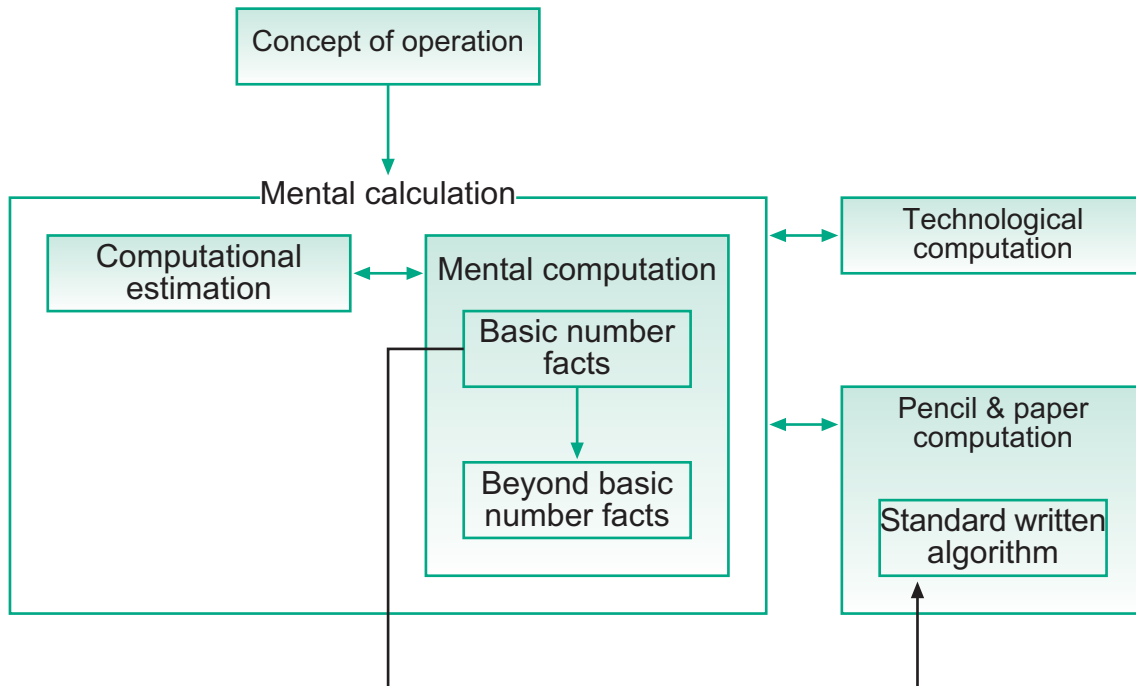 Concept of operation
Mental calculation
Computational
estimation
Mental computation
Basic number
facts
Beyond basic
number facts
Technological
computation
Pencil & paper
computation
Standard written
algorithm